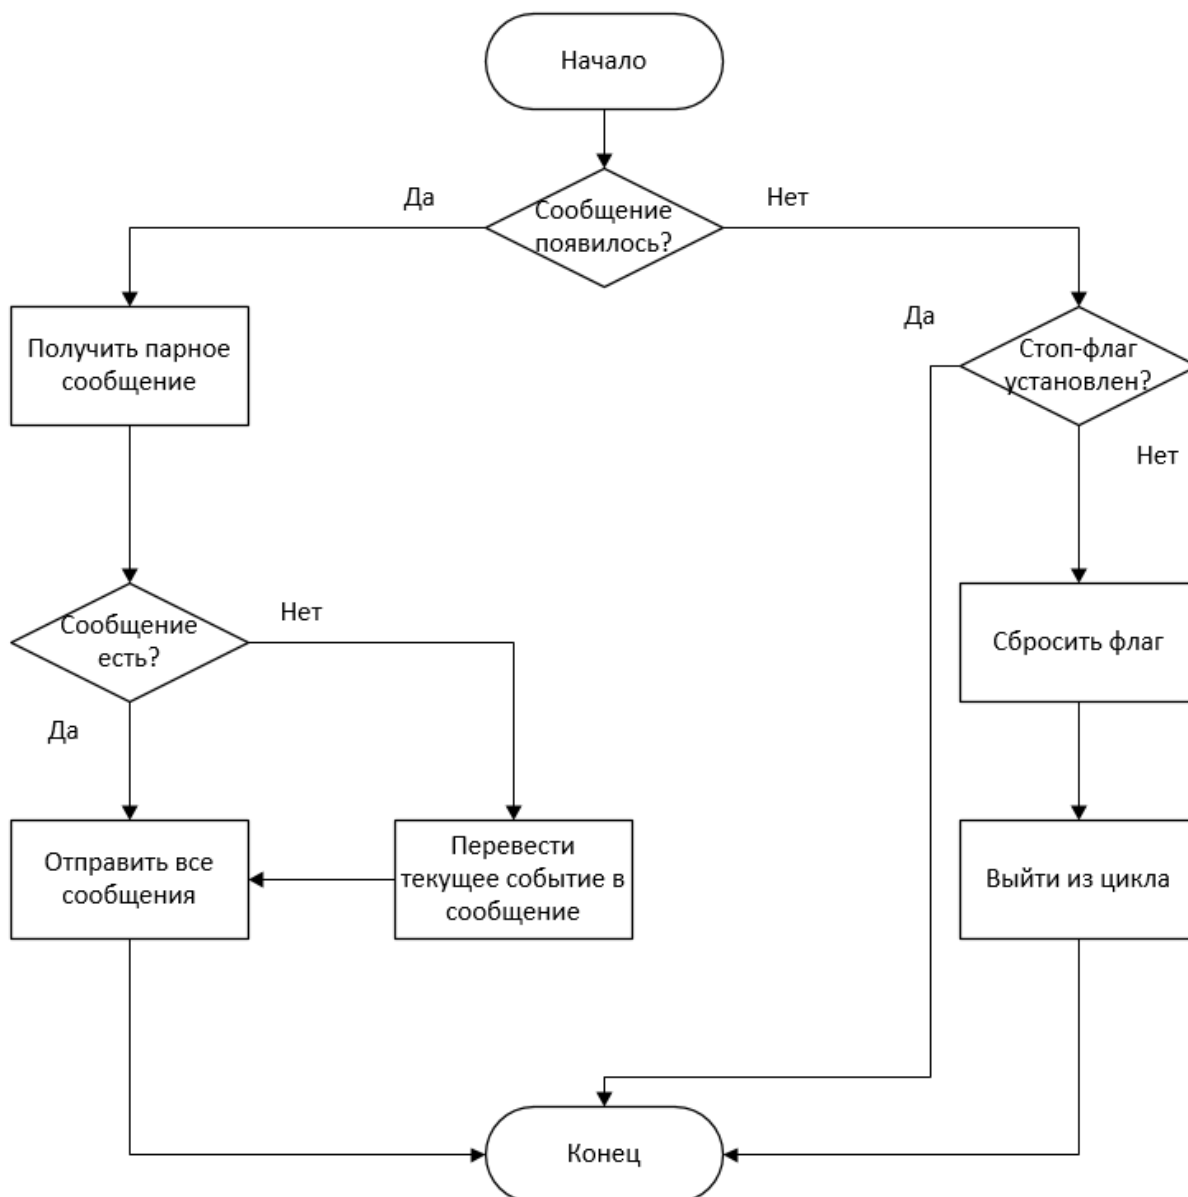 Начало
Да
Нет
Сообщение
появилось?
Получить парное
сообщение
Да
Стоп-флаг
установлен?
Нет
Сообщение
есть?
Нет
Да
Сбросить флаг
Отправить все
сообщения
Перевести
текущее событие в
сообщение
Выйти из цикла
Конец